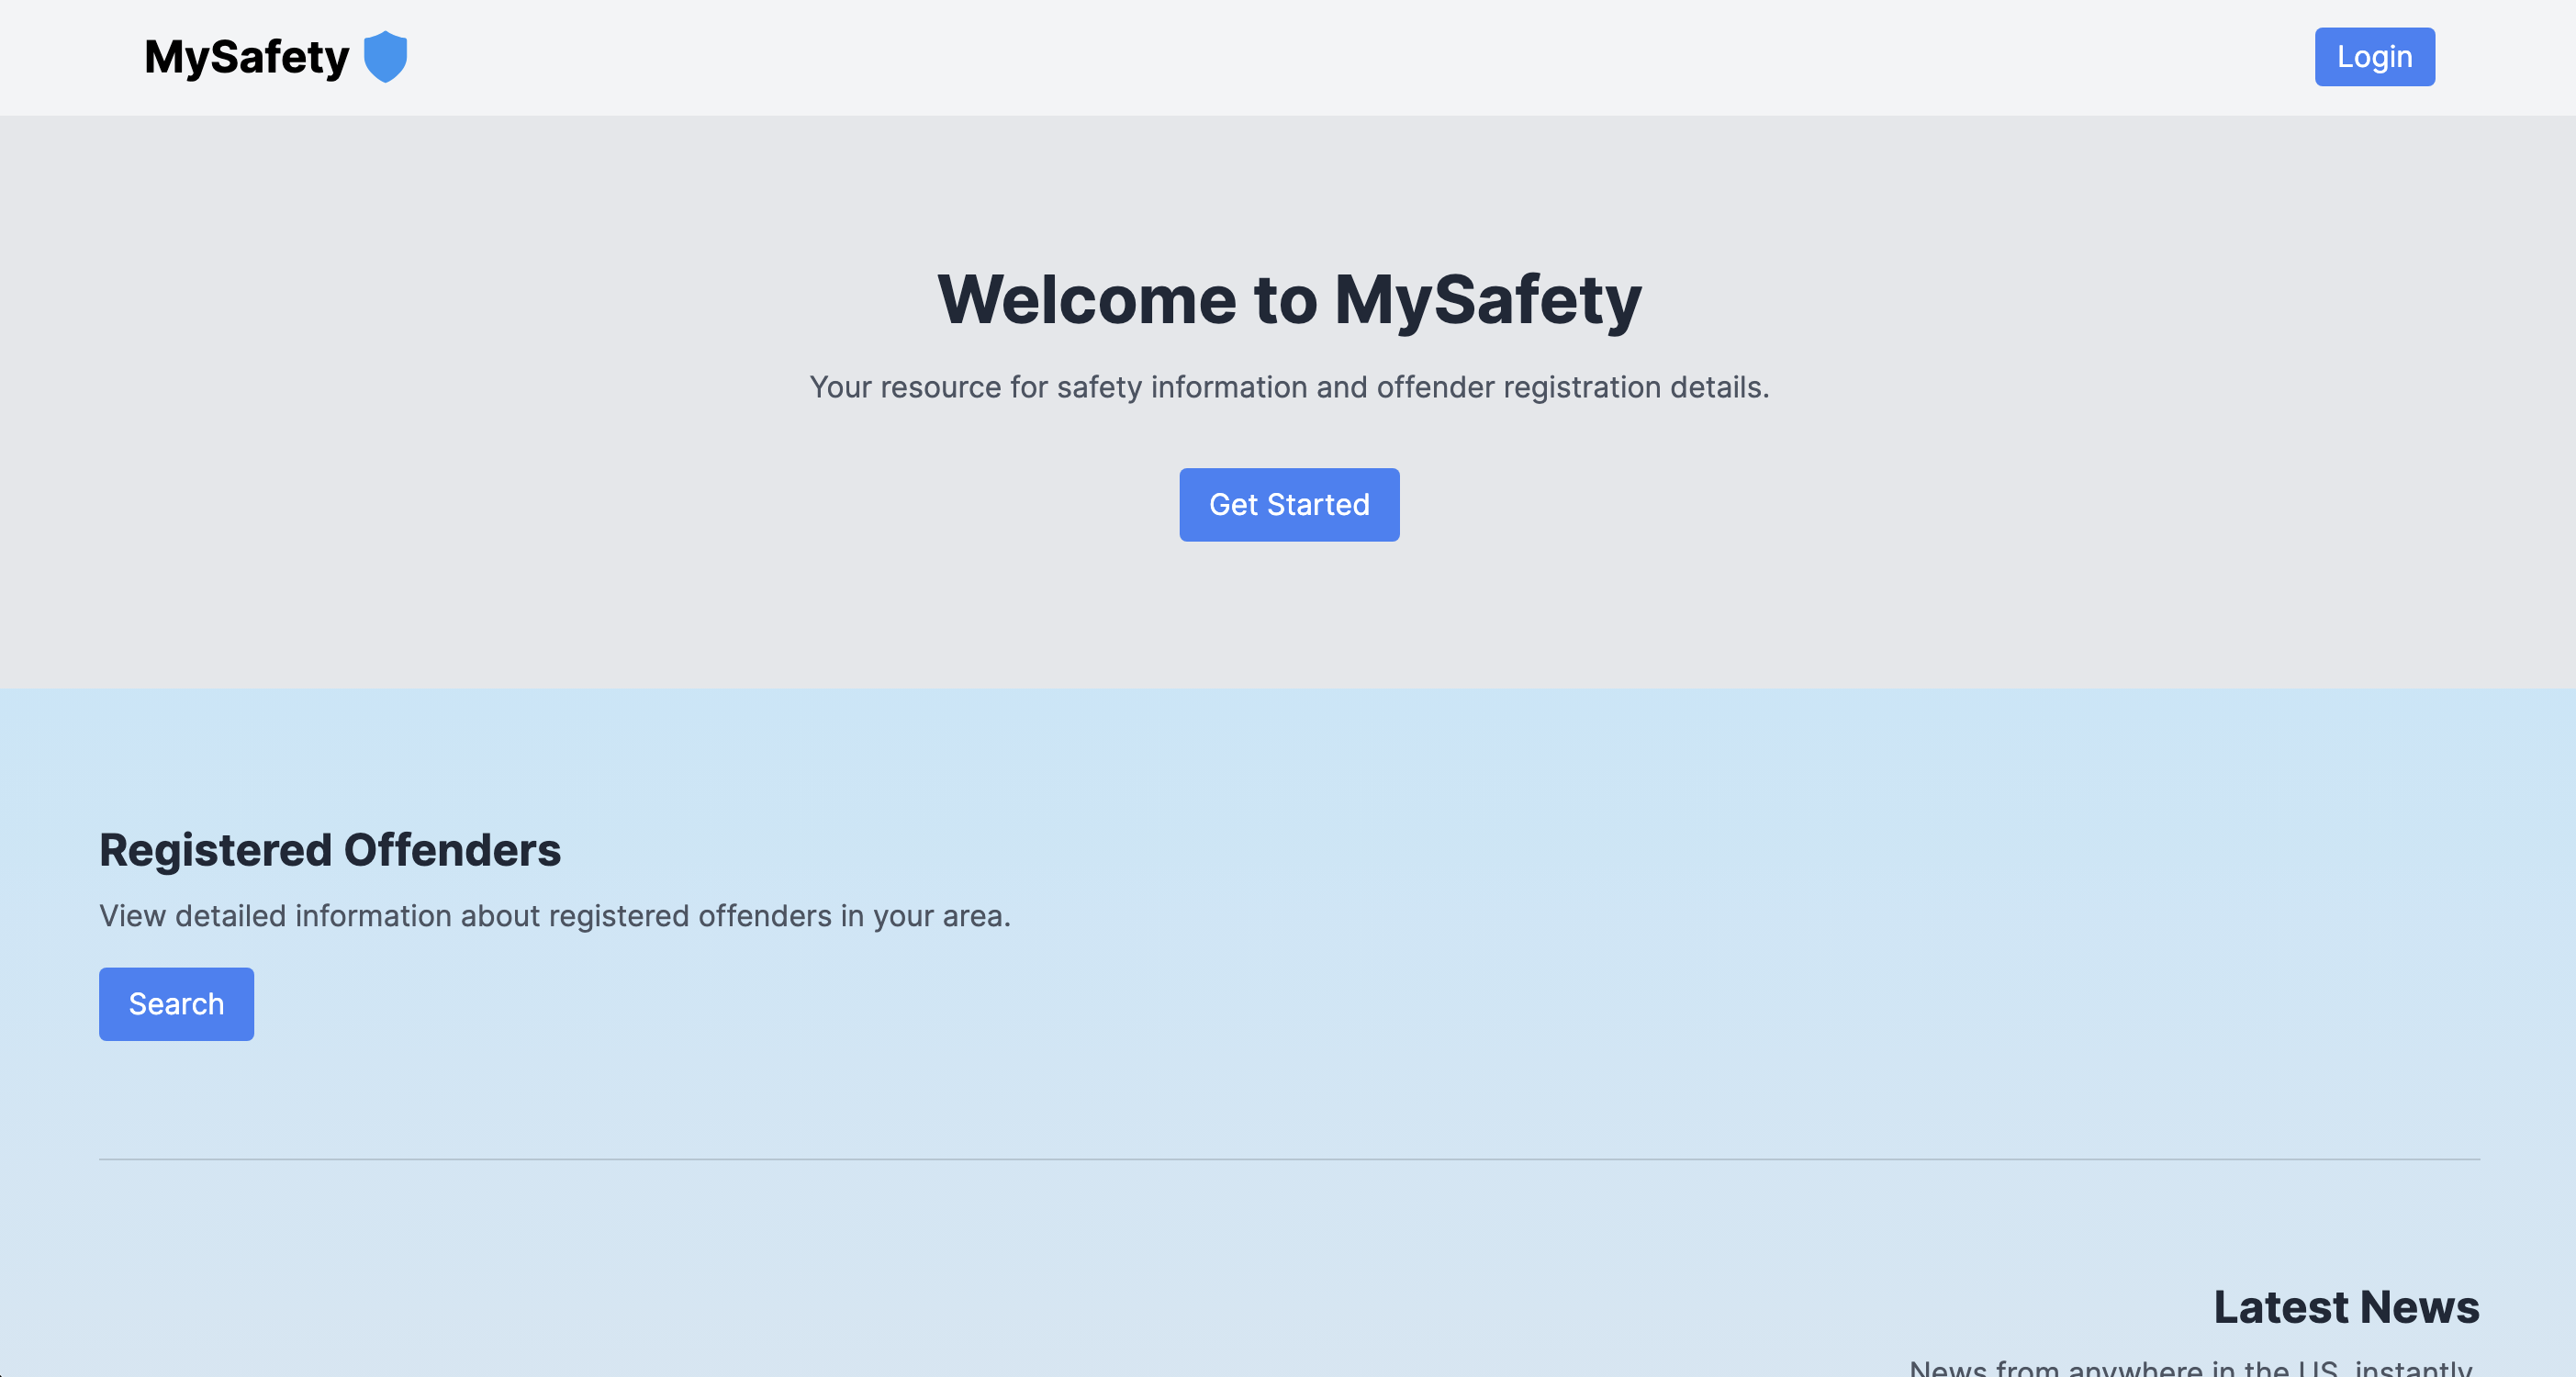 MySafety
Login
Welcome to MySafety
Your resource for safety information and offender registration details.
Get Started
Registered Offenders
View detailed information about registered offenders in your area.
Search
Latest News
News from anywhere in the US, instantly.